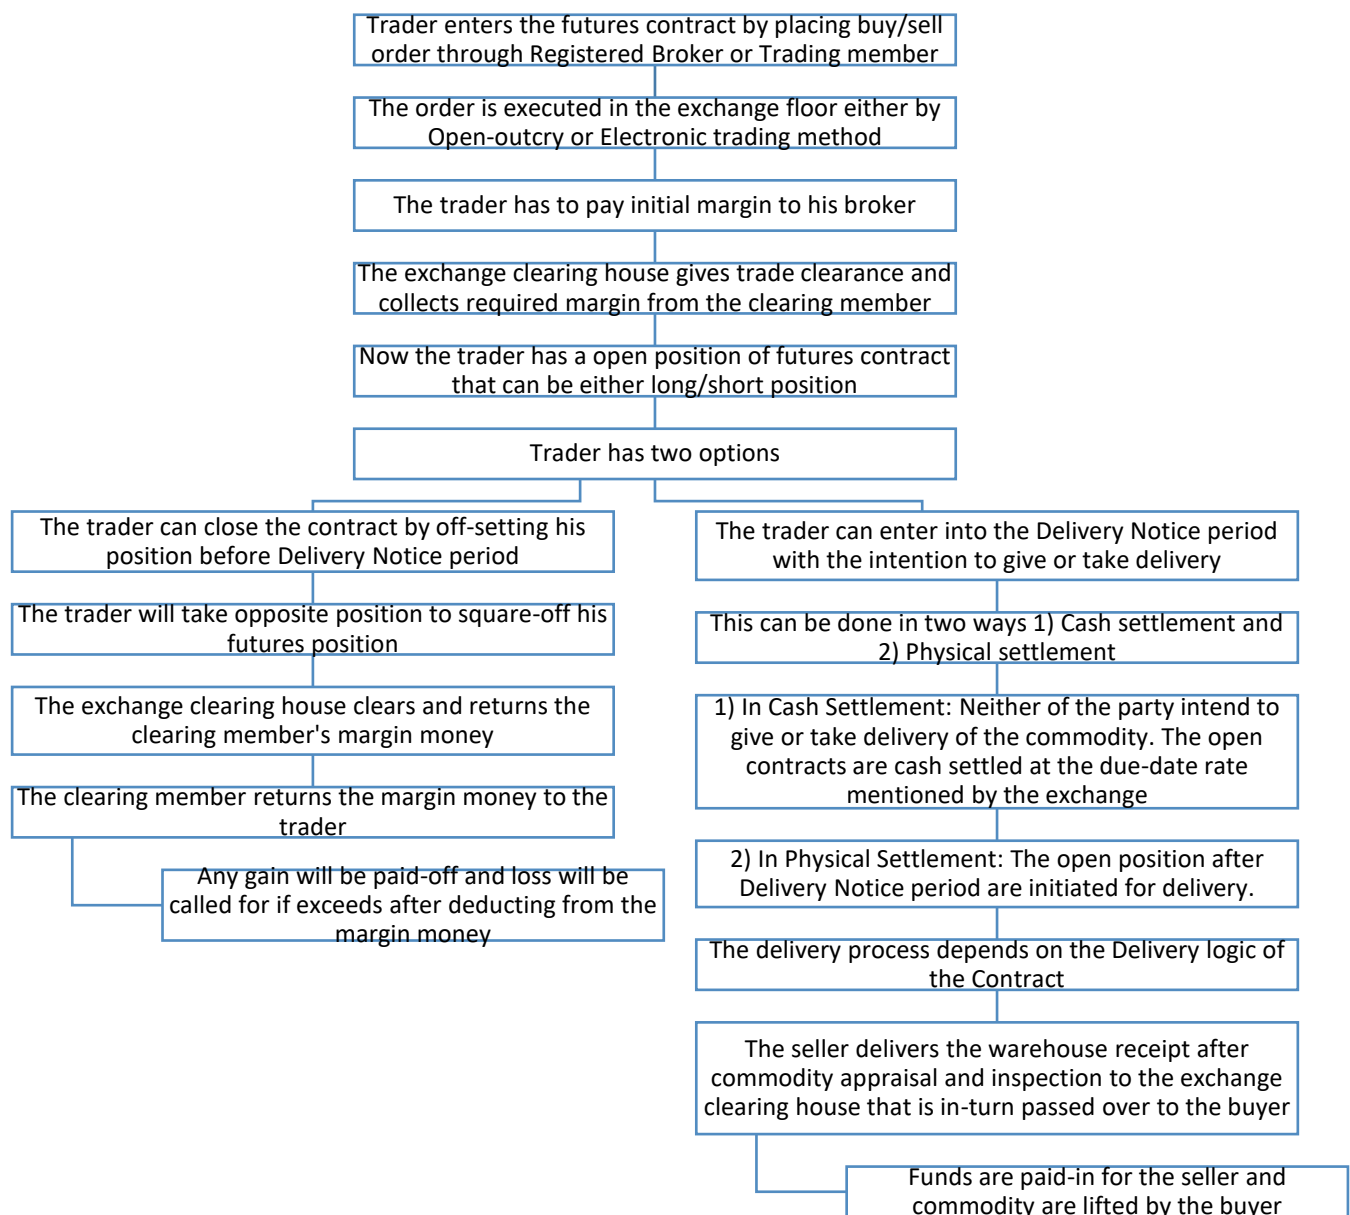 Trader enters the futures contract by placing buy/sell
order through Registered Broker or Trading member
The order is executed in the exchange floor either by
Open-outcry or Electronic trading method
The trader has to pay initial margin to his broker
The exchange clearing house gives trade clearance and
collects required margin from the clearing member
Now the trader has a open position of futures contract
that can be either long/short position
Trader has two options
The trader can close the contract by off-setting his
position before Delivery Notice period
The trader will take opposite position to square-off his
futures position
The exchange clearing house clears and returns the
clearing member's margin money
The clearing member returns the margin money to the
trader
Any gain will be paid-off and loss will be
called for if exceeds after deducting from the
margin money
The trader can enter into the Delivery Notice period
with the intention to give or take delivery
This can be done in two ways 1) Cash settlement and
2) Physical settlement
1) In Cash Settlement: Neither of the party intend to
give or take delivery of the commodity. The open
contracts are cash settled at the due-date rate
mentioned by the exchange
2) In Physical Settlement: The open position after
Delivery Notice period are initiated for delivery.
The delivery process depends on the Delivery logic of
the Contract
The seller delivers the warehouse receipt after
commodity appraisal and inspection to the exchange
clearing house that is in-turn passed over to the buyer
Funds are paid-in for the seller and
commodity are lifted by the buyer